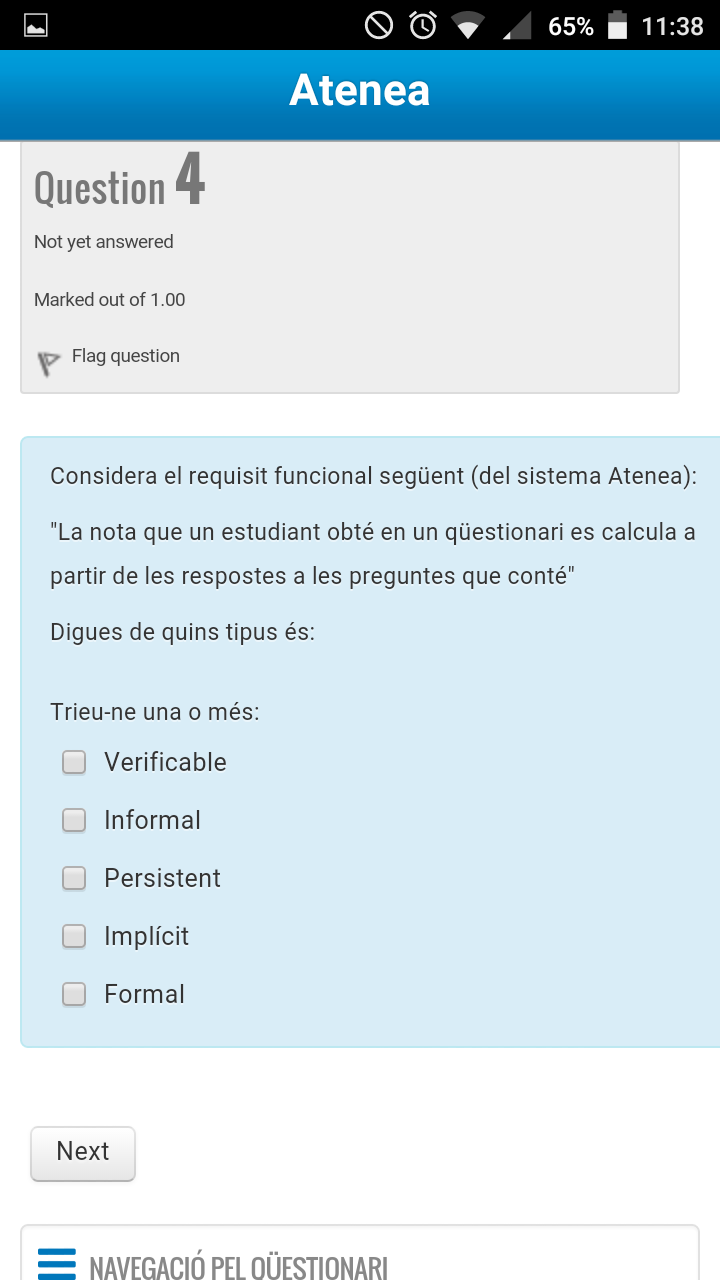 65% 11:38
Atenea
Question 4
Not yet answered
Marked out of 1.00
Flag question
Considera el requisit funcional següent (del sistema Atenea):
"La nota que un estudiant obté en un qüestionari es calcula a
partir de les respostes a les preguntes que conté"
Digues de quins tipus és:
Trieu-ne una o més:
Verificable
Informal
Persistent
Implícit
Formal
Next
NAVEGACIÓ PEL QÜESTIONARI